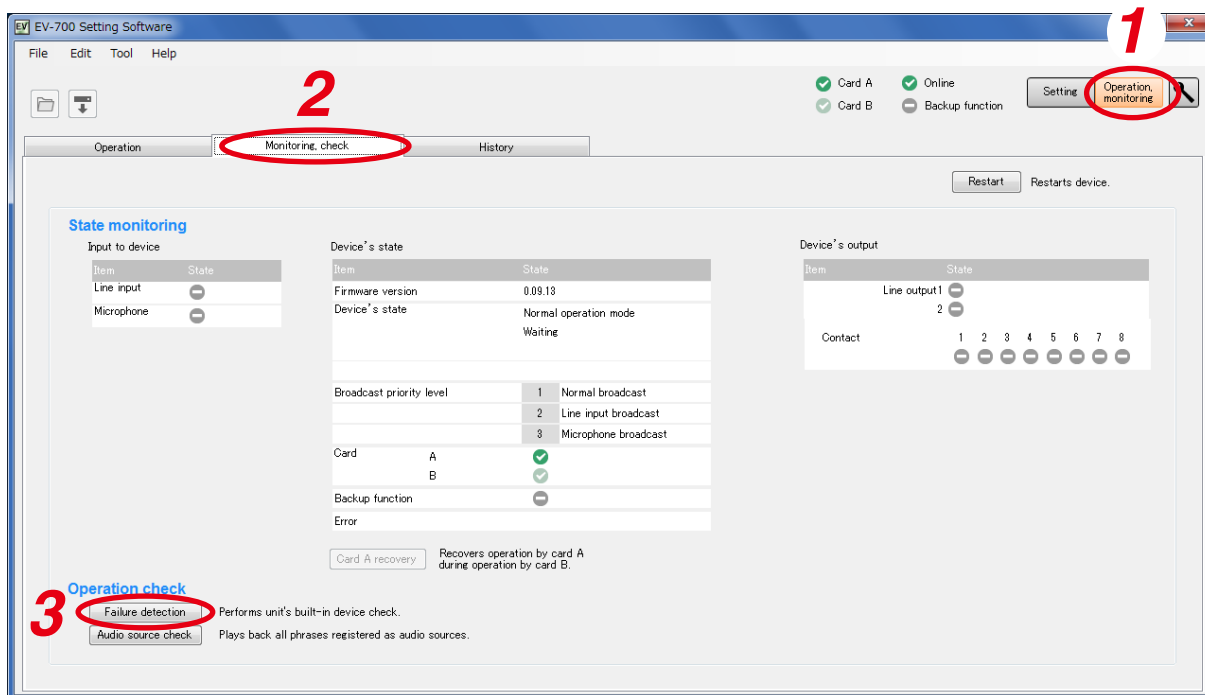 EV EV-700 Setting Software
1
File Edit Tool Help
2
Card A Online
Card B Backup function
Setting
Operation,
monitoring
Operation Monitoring, check History
Restart Restarts device.
State monitoring
Input to device
Item State
Line input
Microphone
Device's state
Item State
Firmware version 0.09.13
Device's state Normal operation mode
Waiting
Broadcast priority level 1 Normal broadcast
2 Line input broadcast
3 Microphone broadcast
Card A
B
Backup function
Error
Card A recovery Recovers operation by card A
during operation by card B.
Device's output
Item State
Line output1
2
Contact 1 2 3 4 5 6 7 8
Operation check
3
Failure detection Performs unit's built-in device check.
Audio source check Plays back all phrases registered as audio sources.